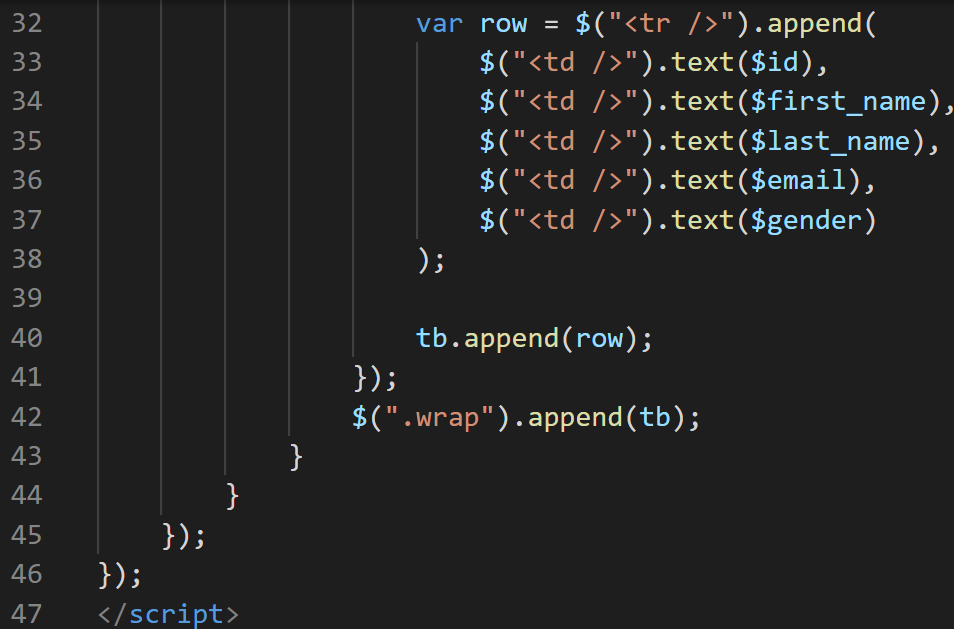 32 var row = $("<tr />").append(
33 $("<td />").text($id),
34 $("<td />").text($first_name),
35 $("<td />").text($last_name),
36 $("<td />").text($email),
37 $("<td />").text($gender)
38 );
39
40 tb.append(row);
41 });
42 $(".wrap").append(tb);
43 }
44 }
45 });
46 });
47 </script>